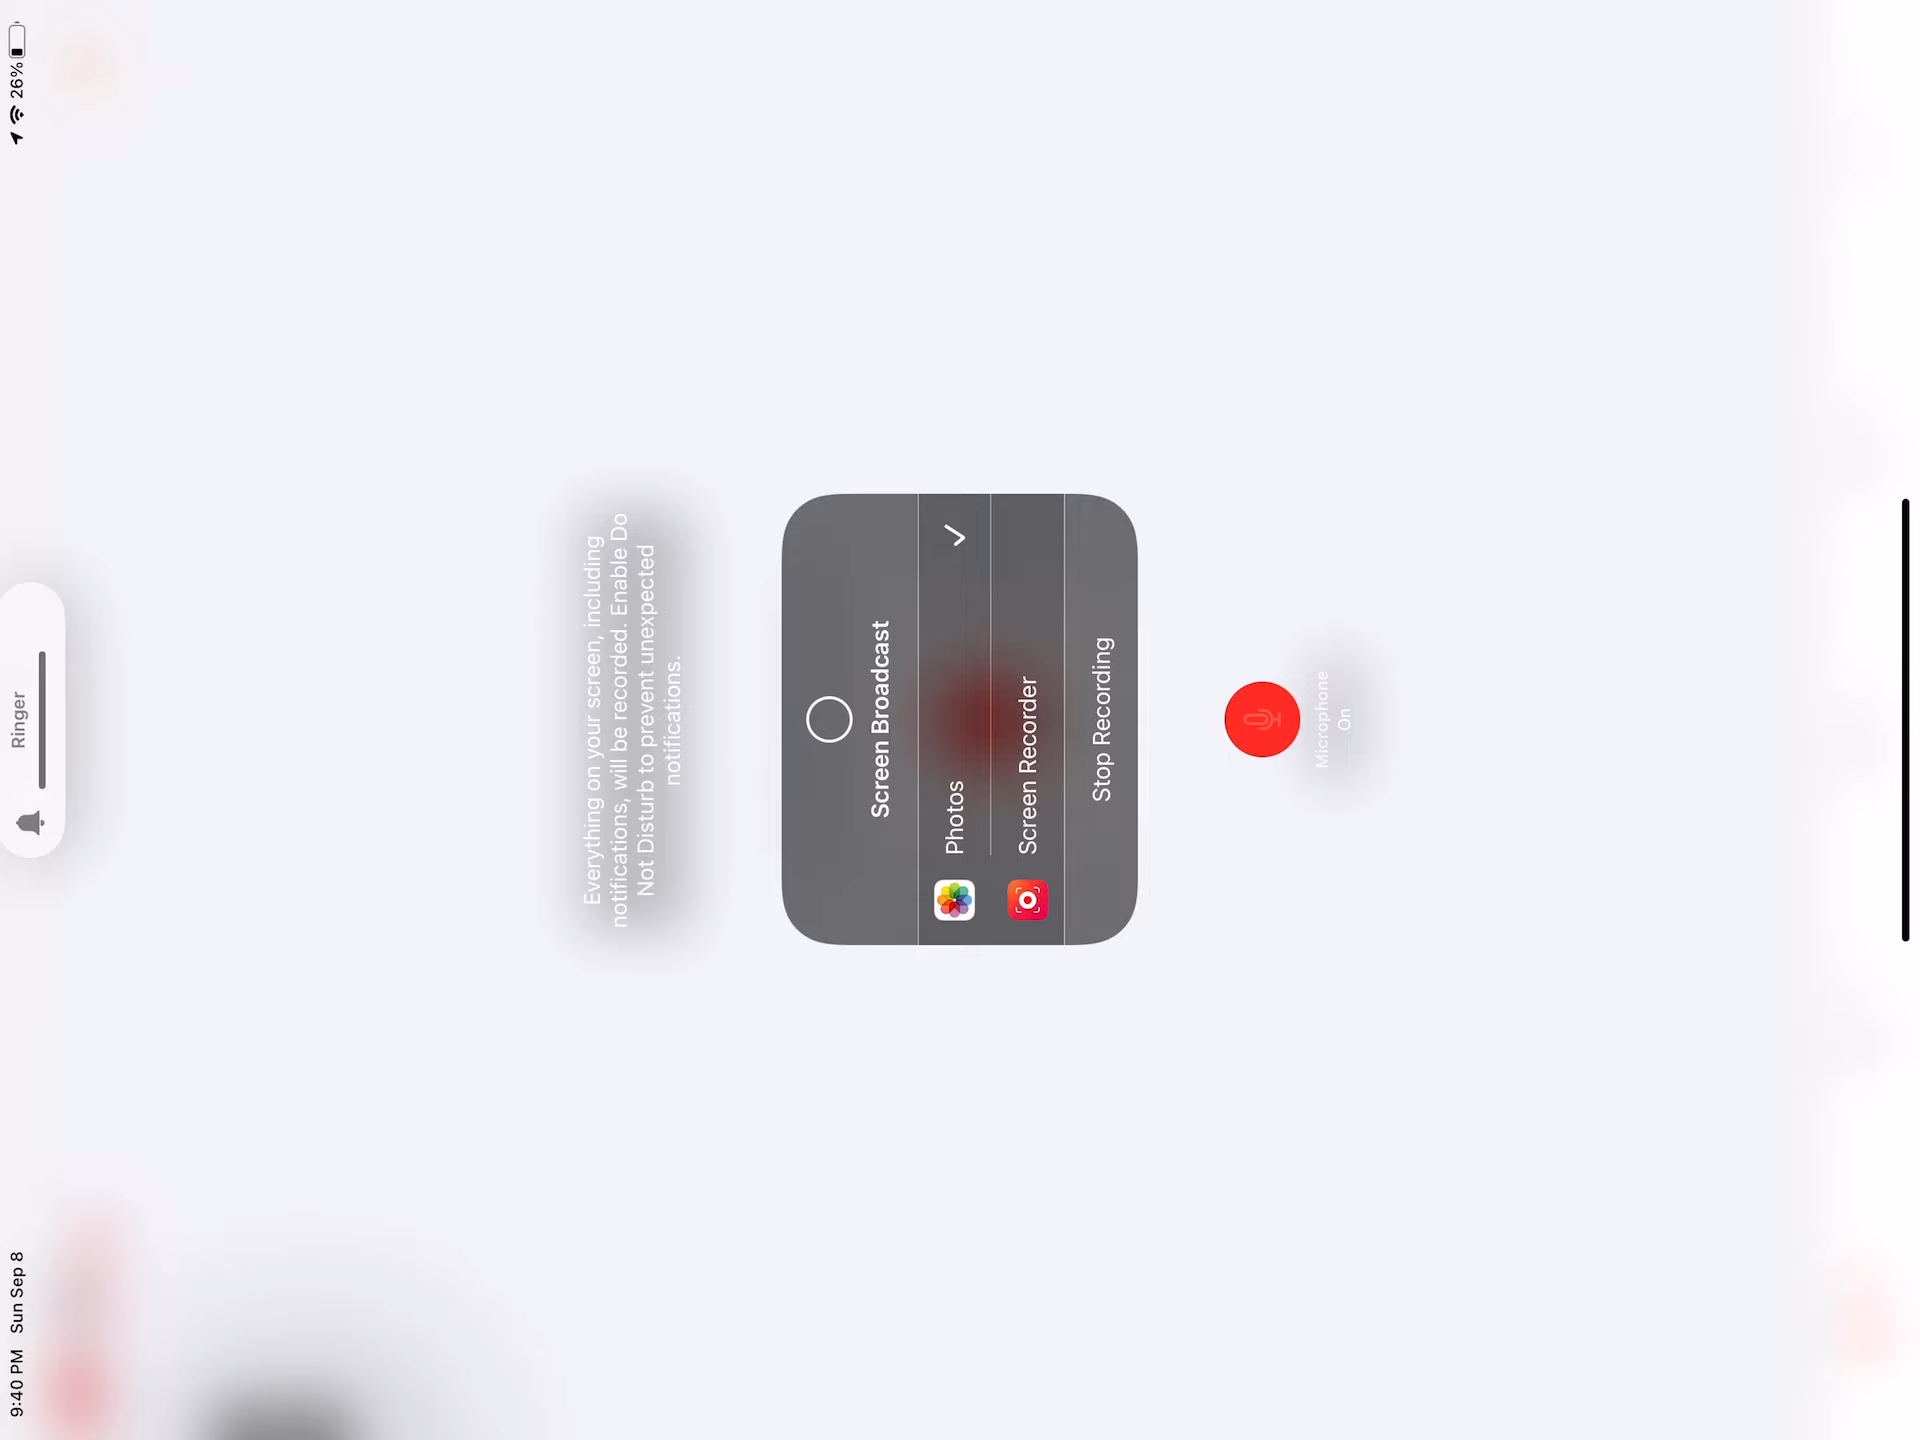 9:40 PM Sun Sep 8
Ringer
26%
Everything on your screen, including
notifications, will be recorded. Enable Do
Not Disturb to prevent unexpected
notifications.
Screen Broadcast
Photos
Screen Recorder
Stop Recording
Microphone
On